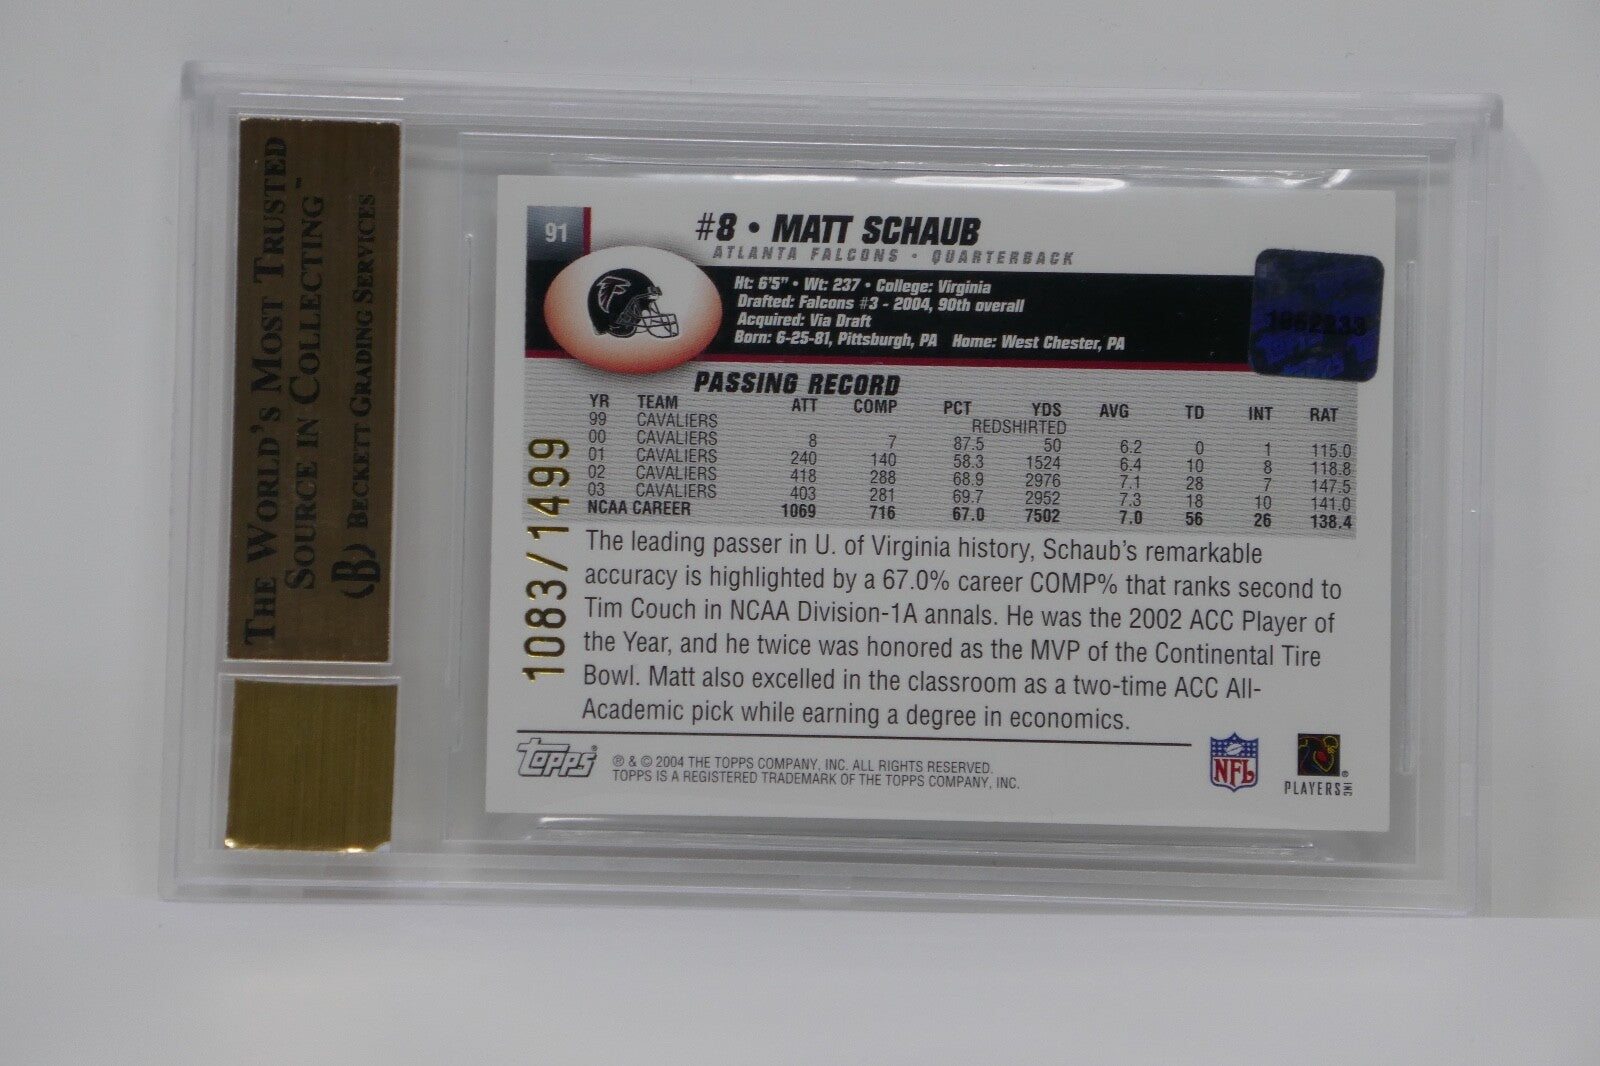 THE WORLD'S MOST TRUSTED
SOURCE IN COLLECTING™
B BECKETT GRADING SERVICES
91
#8 • MATT SCHAUB
ATLANTA FALCONS • QUARTERBACK
Ht: 6'5" • Wt: 237 • College: Virginia
Drafted: Falcons #3 - 2004, 90th overall
Acquired: Via Draft
Born: 6-25-81, Pittsburgh, PA Home: West Chester, PA
PASSING RECORD
YR TEAM ATT COMP PCT YDS AVG TD INT RAT
99 CAVALIERS REDSHIRTED
00 CAVALIERS 8 7 87.5 50 6.2 0 1 115.0
01 CAVALIERS 240 140 58.3 1524 6.4 10 8 118.8
02 CAVALIERS 418 288 68.9 2976 7.1 28 7 147.5
03 CAVALIERS 403 281 69.7 2952 7.3 18 10 141.0
NCAA CAREER 1069 716 67.0 7502 7.0 56 26 138.4
1083/1499
The leading passer in U. of Virginia history, Schaub's remarkable
accuracy is highlighted by a 67.0% career COMP% that ranks second to
Tim Couch in NCAA Division-1A annals. He was the 2002 ACC Player of
the Year, and he twice was honored as the MVP of the Continental Tire
Bowl. Matt also excelled in the classroom as a two-time ACC All-
Academic pick while earning a degree in economics.
Topps®
® & © 2004 THE TOPPS COMPANY, INC. ALL RIGHTS RESERVED.
TOPPS IS A REGISTERED TRADEMARK OF THE TOPPS COMPANY, INC.
NFL
PLAYERS INC